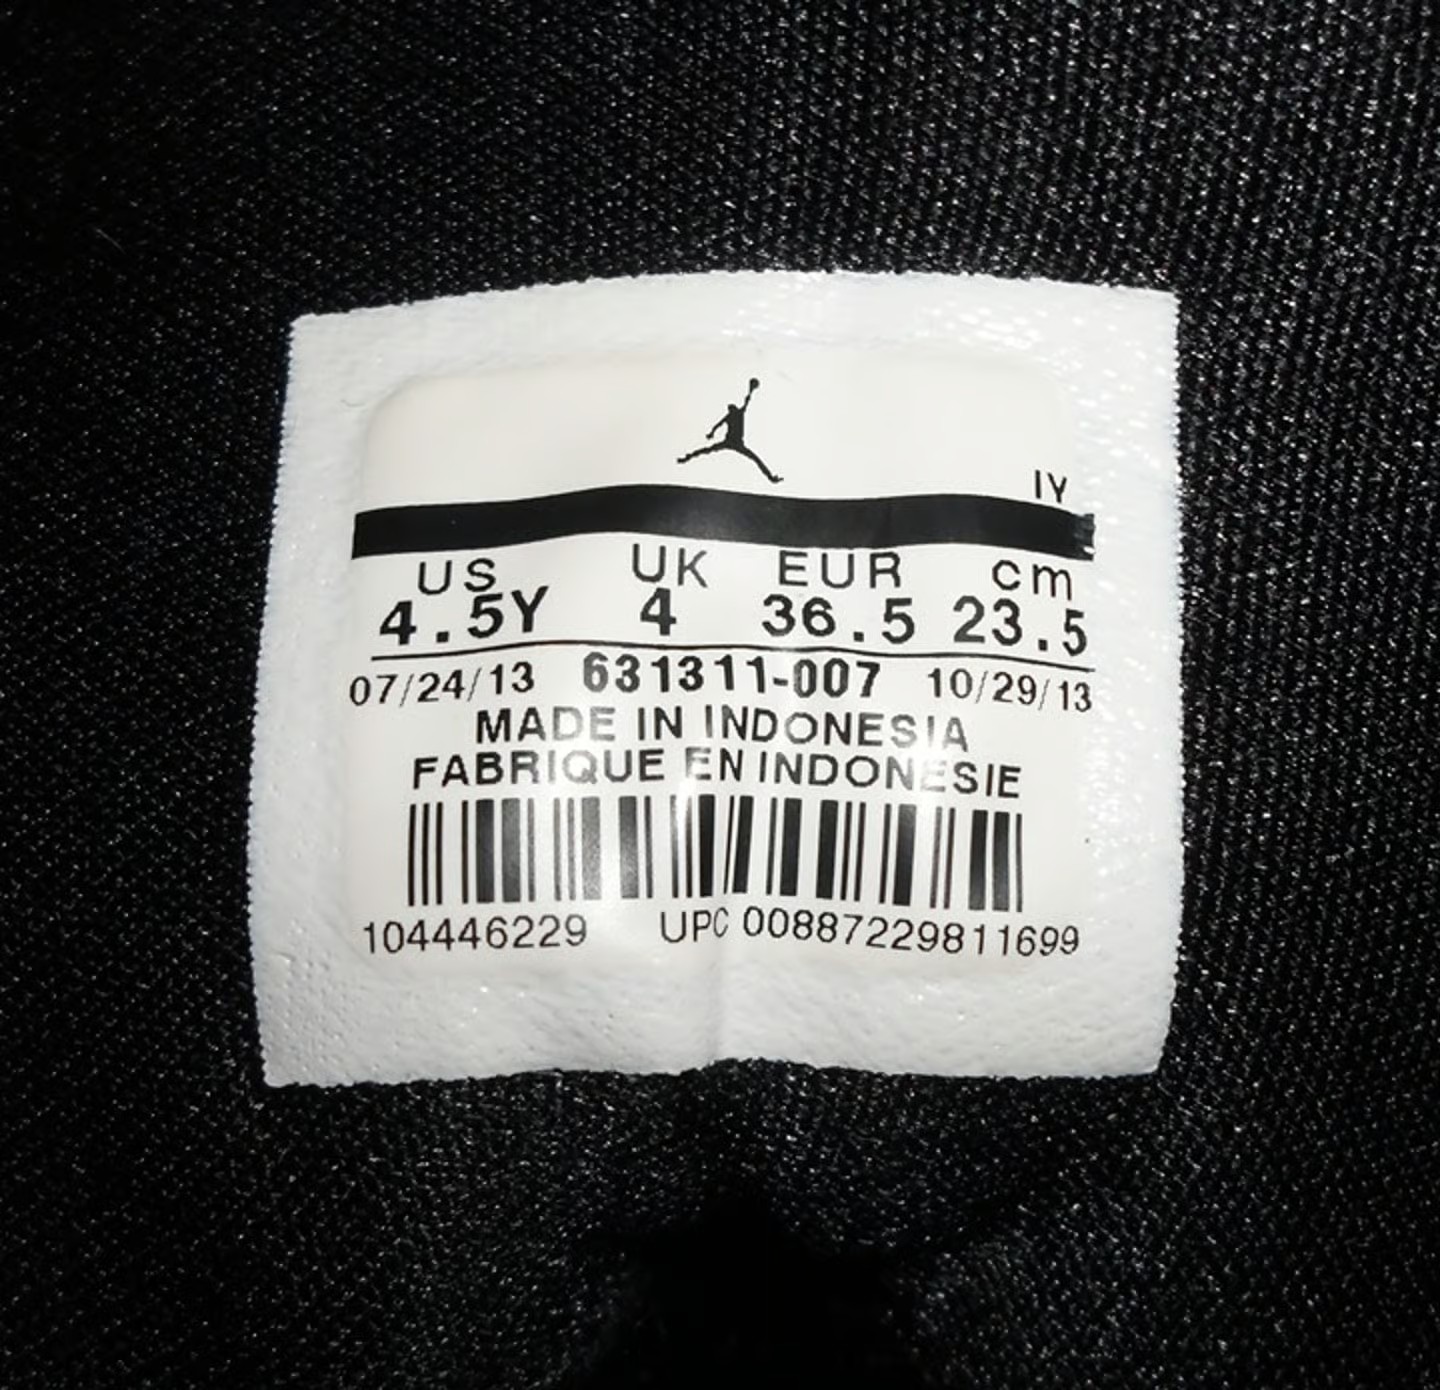 IY
US UK EUR cm
4.5Y 4 36.5 23.5
07/24/13 631311-007 10/29/13
MADE IN INDONESIA
FABRIQUE EN INDONESIE
104446229 UPC 00887229811699